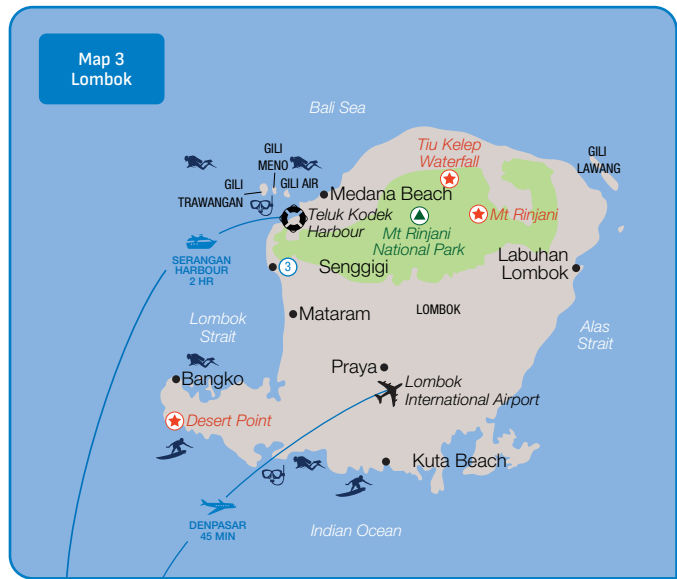 Map 3
Lombok
Bali Sea
GILI
MENO
Tiu Kelep
Waterfall
GILI
LAWANG
GILI
TRAWANGAN
GILI AIR
Medana Beach
Teluk Kodek
Harbour
Mt Rinjani
Mt Rinjani
National Park
SERANGAN
HARBOUR
2 HR
3
Senggigi
Labuhan
Lombok
Lombok
Strait
Mataram
LOMBOK
Alas
Strait
Praya
Bangko
Lombok
International Airport
Desert Point
Kuta Beach
DENPASAR
45 MIN
Indian Ocean